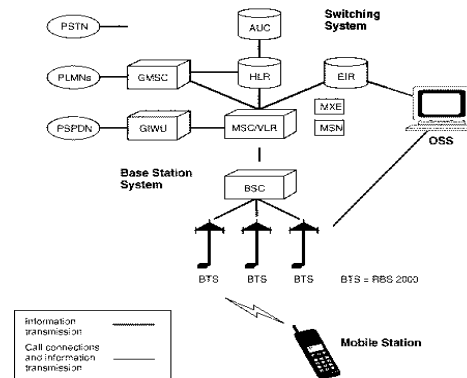 Switching
System
PSTN
AUC
PLMNs
GMSC
HLR
EIR
MXE
PSPDN
GIWU
MSC/VLR
MSN
OSS
Base Station
System
BSC
BTS
BTS
BTS
BTS = RBS 2000
Information
transmission
Call connections
and information
transmission
Mobile Station